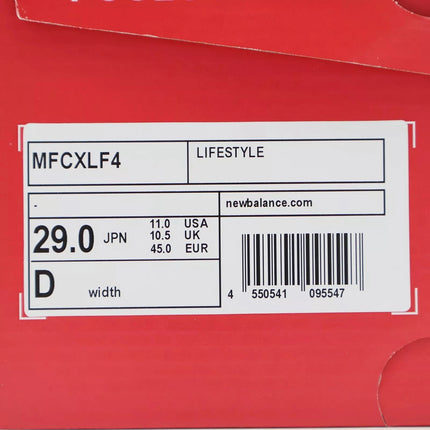 MFCXLF4
LIFESTYLE
-
newbalance.com
29.0 JPN
11.0 USA
10.5 UK
45.0 EUR
D width
4 550541 095547